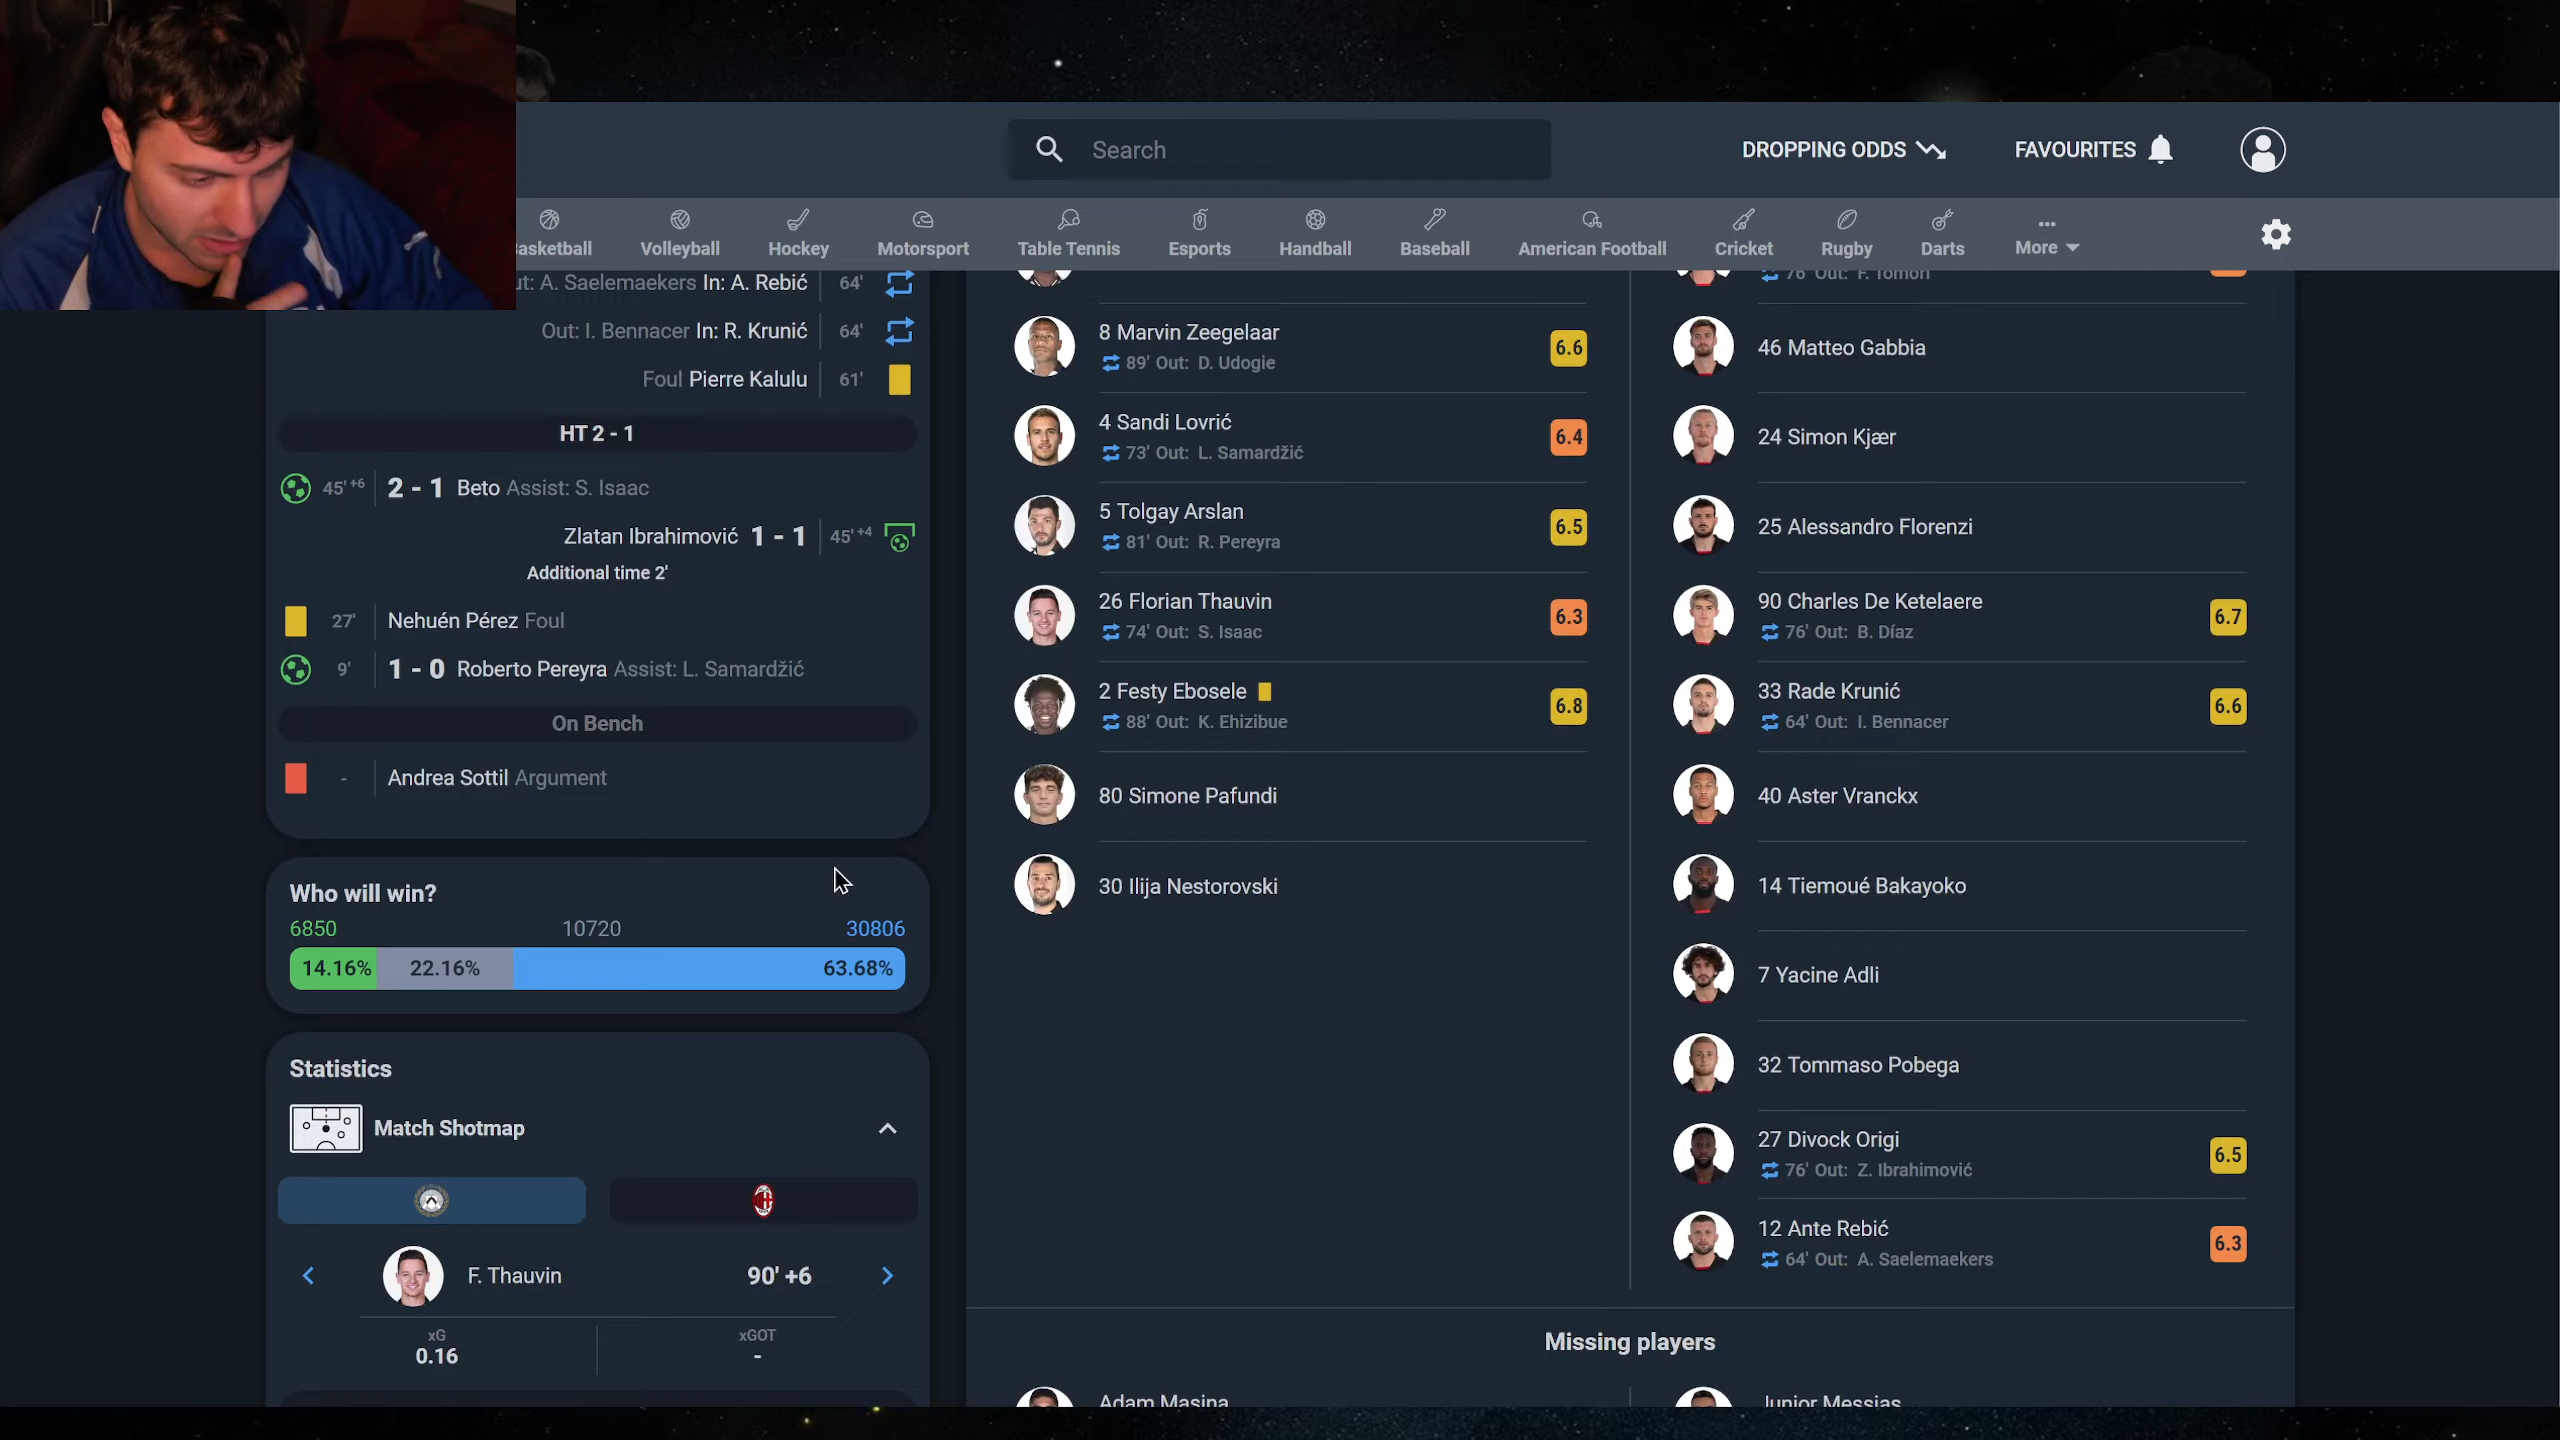 Search
DROPPING ODDS
FAVOURITES
asketball
Volleyball
Hockey
Motorsport
Table Tennis
Esports
Handball
Baseball
American Football
Cricket
Rugby
Darts
More
ut: A. Saelemaekers In: A. Rebić 64'
Out: I. Bennacer In: R. Krunić 64'
Foul Pierre Kalulu 61'
HT 2 - 1
45' +6 2 - 1 Beto Assist: S. Isaac
Zlatan Ibrahimović 1 - 1 45' +4
Additional time 2'
27' Nehuén Pérez Foul
9' 1 - 0 Roberto Pereyra Assist: L. Samardžić
On Bench
- Andrea Sottil Argument
Who will win?
6850 10720 30806
14.16% 22.16% 63.68%
Statistics
Match Shotmap
F. Thauvin 90' +6
xG xGOT
0.16 -
8 Marvin Zeegelaar 6.6
89' Out: D. Udogie
4 Sandi Lovrić 6.4
73' Out: L. Samardžić
5 Tolgay Arslan 6.5
81' Out: R. Pereyra
26 Florian Thauvin 6.3
74' Out: S. Isaac
2 Festy Ebosele 6.8
88' Out: K. Ehizibue
80 Simone Pafundi
30 Ilija Nestorovski
76' Out: F. Tomori
46 Matteo Gabbia
24 Simon Kjær
25 Alessandro Florenzi
90 Charles De Ketelaere 6.7
76' Out: B. Díaz
33 Rade Krunić 6.6
64' Out: I. Bennacer
40 Aster Vranckx
14 Tiemoué Bakayoko
7 Yacine Adli
32 Tommaso Pobega
27 Divock Origi 6.5
76' Out: Z. Ibrahimović
12 Ante Rebić 6.3
64' Out: A. Saelemaekers
Missing players
Adam Masina
Junior Messias